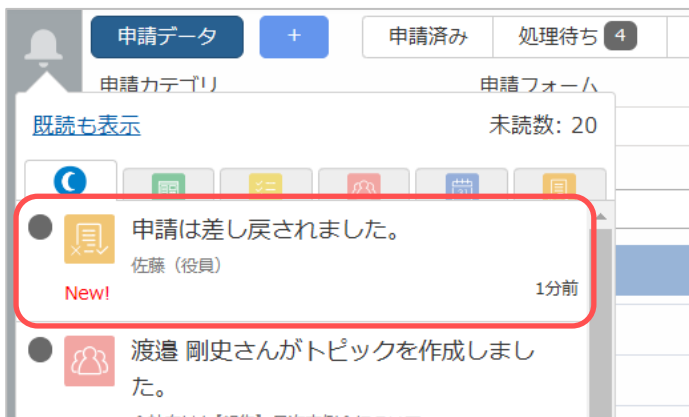 申請データ + 申請済み 処理待ち 4
申請カテゴリ 申請フォーム
既読も表示 未読数: 20
申請は差し戻されました。
佐藤（役員）
New! 1分前
渡邉 剛史さんがトピックを作成しまし
た。